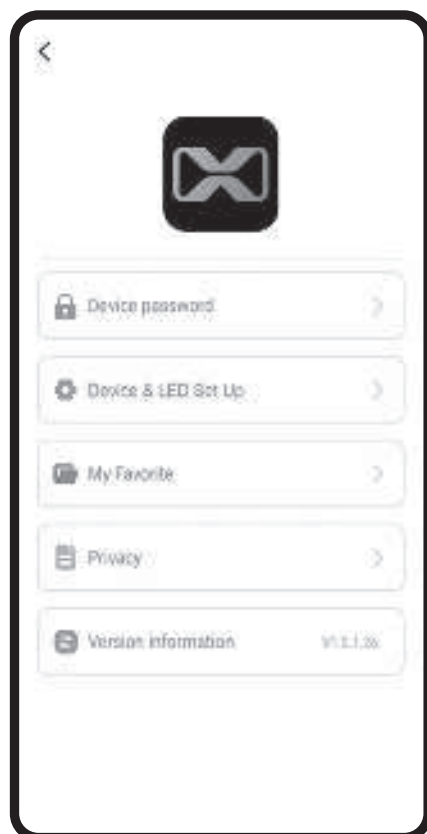 Device password
Device & LED Set Up
My Favorite
Privacy
Version information